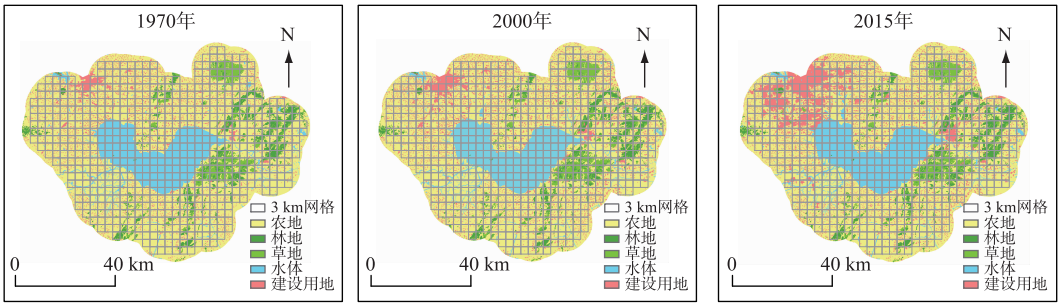 1970年
N
3 km网格
农地
林地
草地
水体
建设用地
0 40 km
2000年
N
3 km网格
农地
林地
草地
水体
建设用地
0 40 km
2015年
N
3 km网格
农地
林地
草地
水体
建设用地
0 40 km